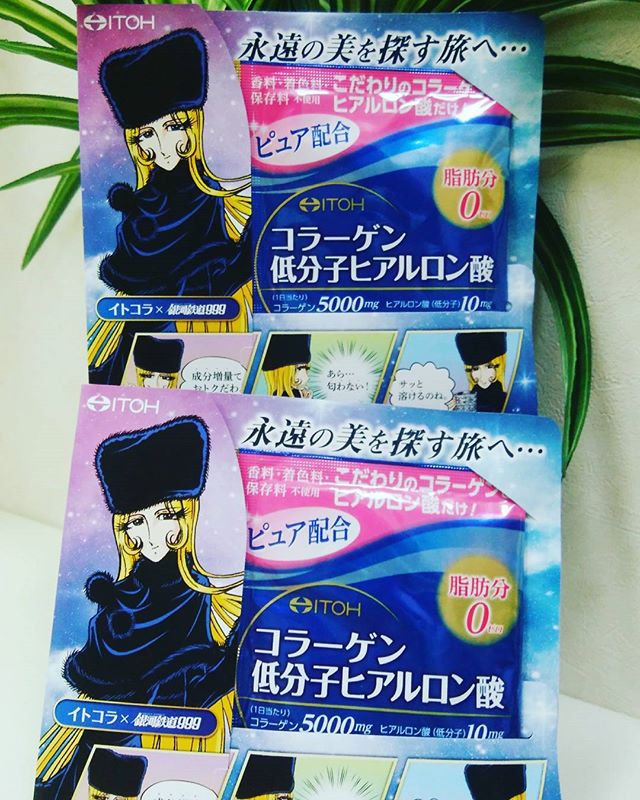 ITOH
永遠の美を探す旅へ…
香料・着色料・
保存料 不使用
こだわりのコラーゲン
ヒアルロン酸だけ!
ピュア配合
脂肪分
0
ITOH
コラーゲン
低分子ヒアルロン酸
(1日当たり)
コラーゲン5000mg ヒアルロン酸(低分子)10mg
イトコラ×銀河鉄道999
成分増量で
おトクだわ
あら…
匂わない!
サッと
溶けるのね。
ITOH
永遠の美を探す旅へ…
香料・着色料・
保存料 不使用
こだわりのコラーゲン
ヒアルロン酸だけ!
ピュア配合
脂肪分
0
ITOH
コラーゲン
低分子ヒアルロン酸
(1日当たり)
コラーゲン5000mg ヒアルロン酸(低分子)10mg
イトコラ×銀河鉄道999